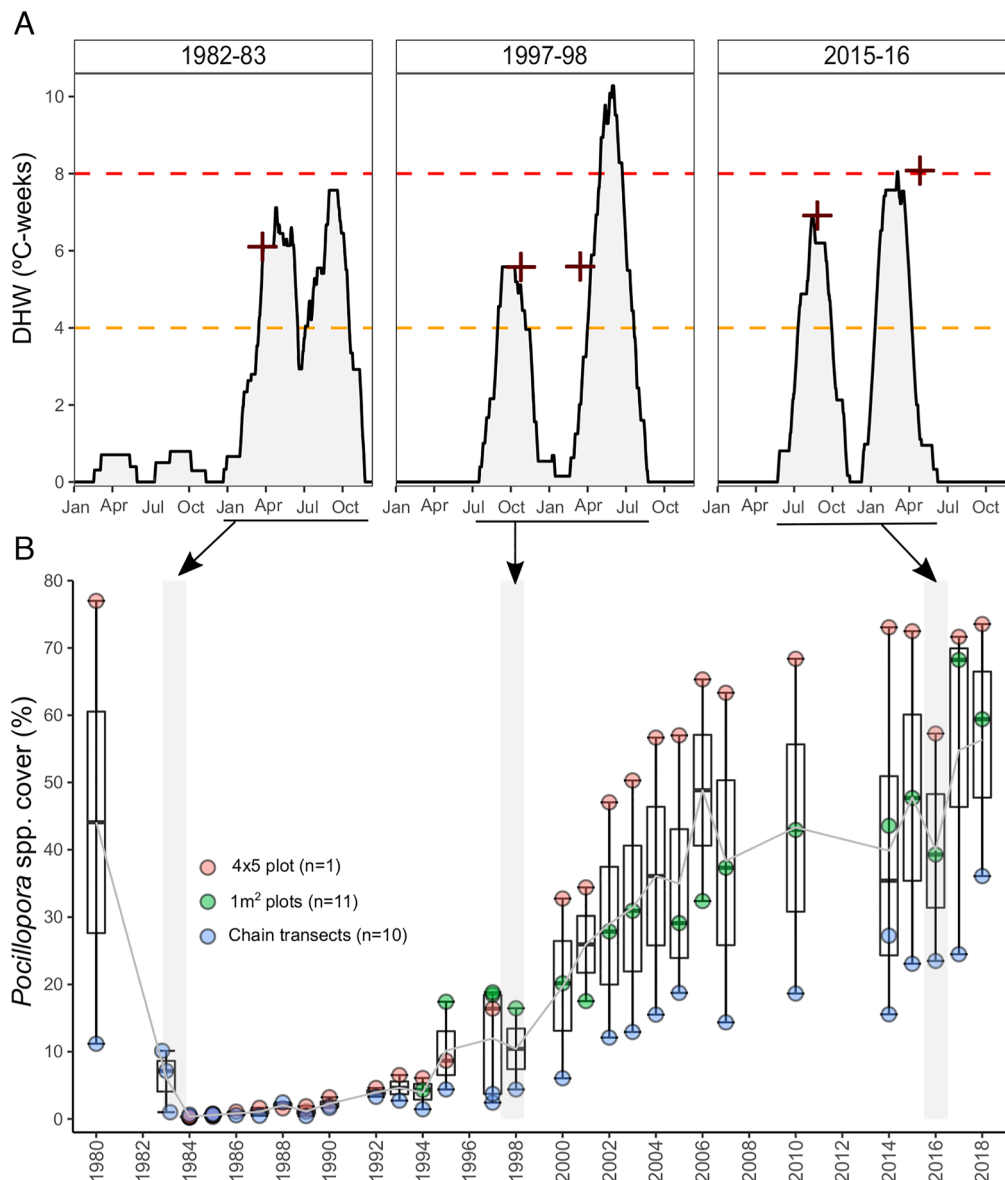 A
1982-83 1997-98 2015-16
DHW (ºC-weeks)
10
8
6
4
2
0
Jan Apr Jul Oct Jan Apr Jul Oct Jan Apr Jul Oct Jan Apr Jul Oct Jan Apr Jul Oct Jan Apr Jul Oct
B
Pocillopora spp. cover (%)
80
70
60
50
40
30
20
10
0
4x5 plot (n=1)
1m² plots (n=11)
Chain transects (n=10)
1980 1982 1984 1986 1988 1990 1992 1994 1996 1998 2000 2002 2004 2006 2008 2010 2012 2014 2016 2018